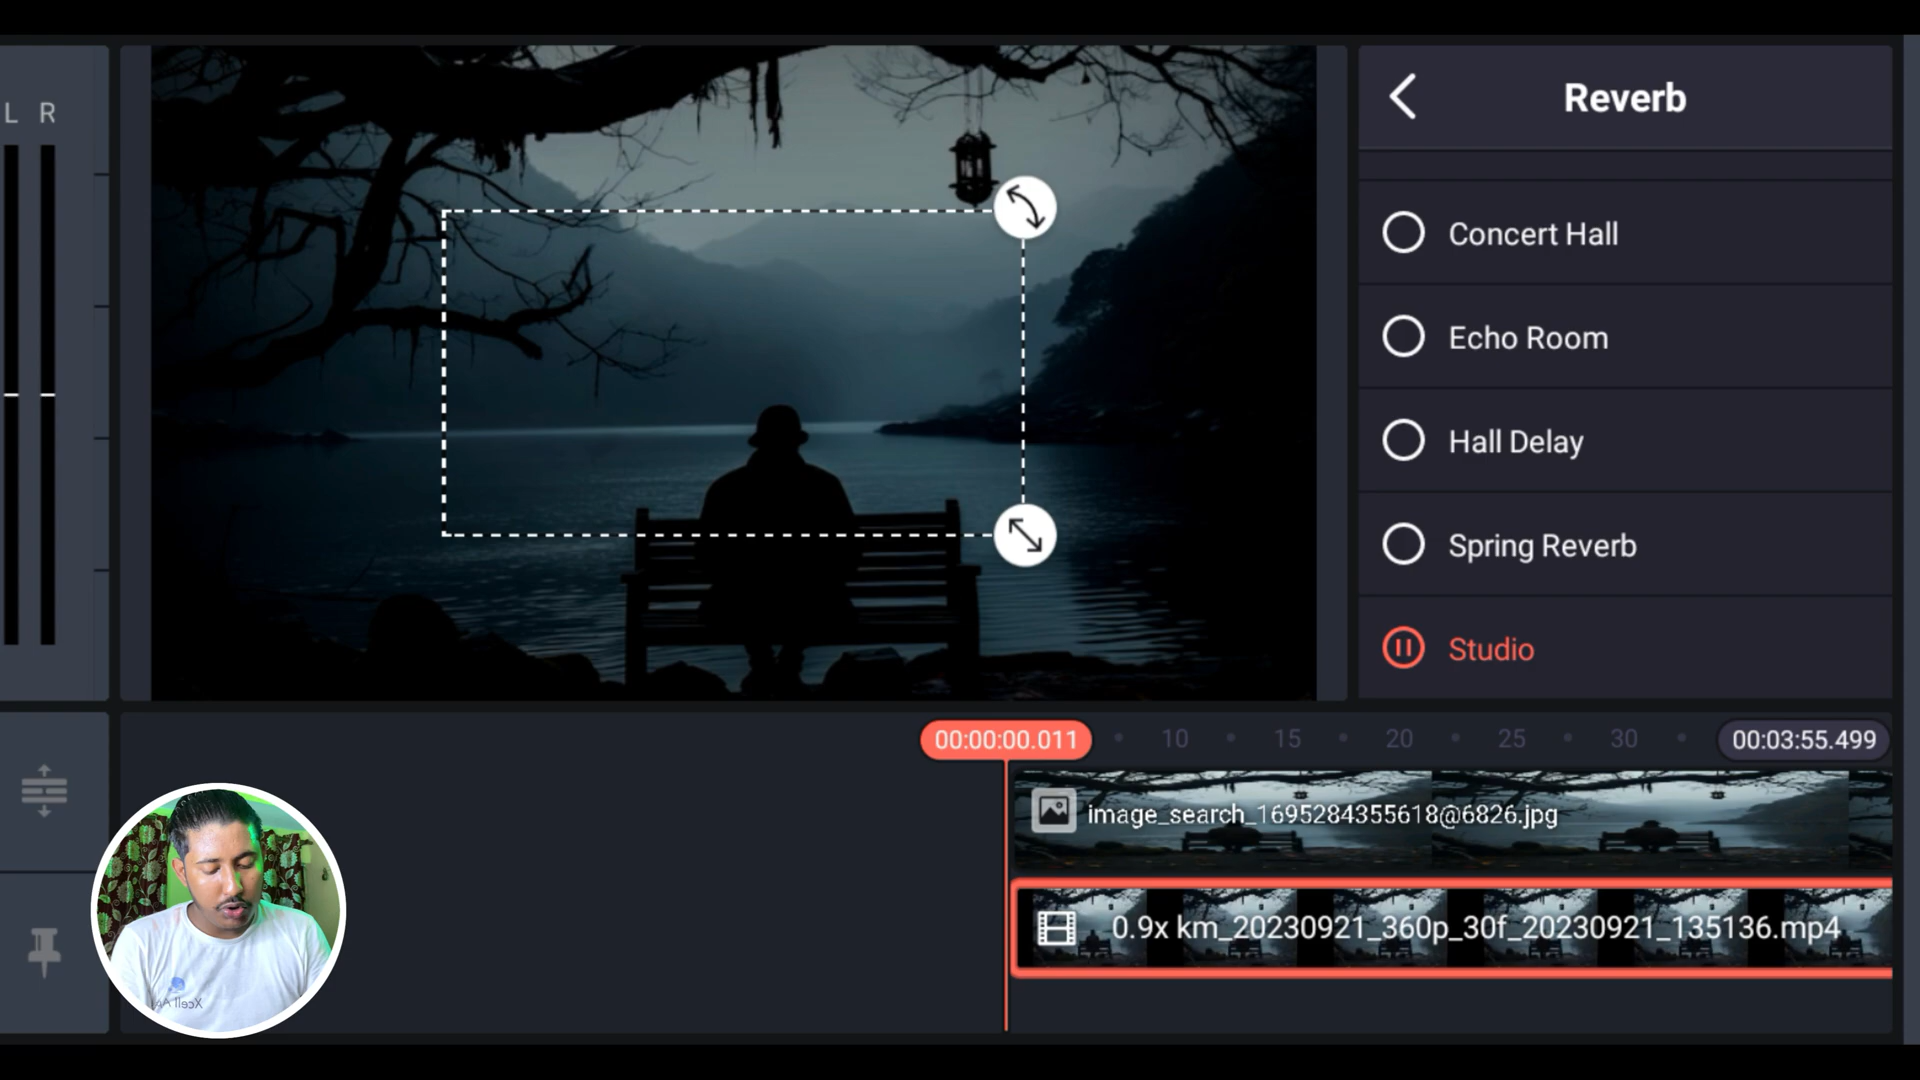 L R
Reverb
Concert Hall
Echo Room
Hall Delay
Spring Reverb
Studio
00:00:00.011
10 15 20 25 30
00:03:55.499
image_search_1695284355618@6826.jpg
0.9x km_20230921_360p_30f_20230921_135136.mp4